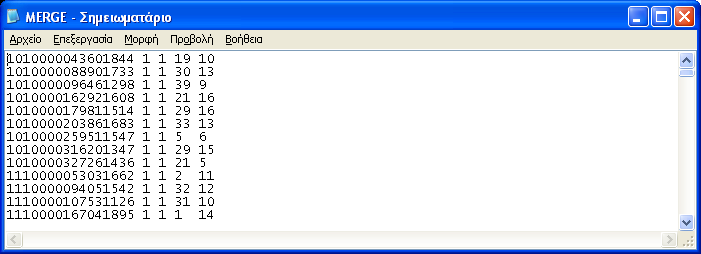 MERGE - Σημειωματάριο
Αρχείο Επεξεργασία Μορφή Προβολή Βοήθεια
1010000043601844 1 1 19 10
1010000088901733 1 1 30 13
1010000096461298 1 1 39 9
1010000162921608 1 1 21 16
1010000179811514 1 1 29 16
1010000203861683 1 1 33 13
1010000259511547 1 1 5 6
1010000316201347 1 1 29 15
1010000327261436 1 1 21 5
1110000053031662 1 1 2 11
1110000094051542 1 1 32 12
1110000107531126 1 1 31 10
1110000167041895 1 1 1 14